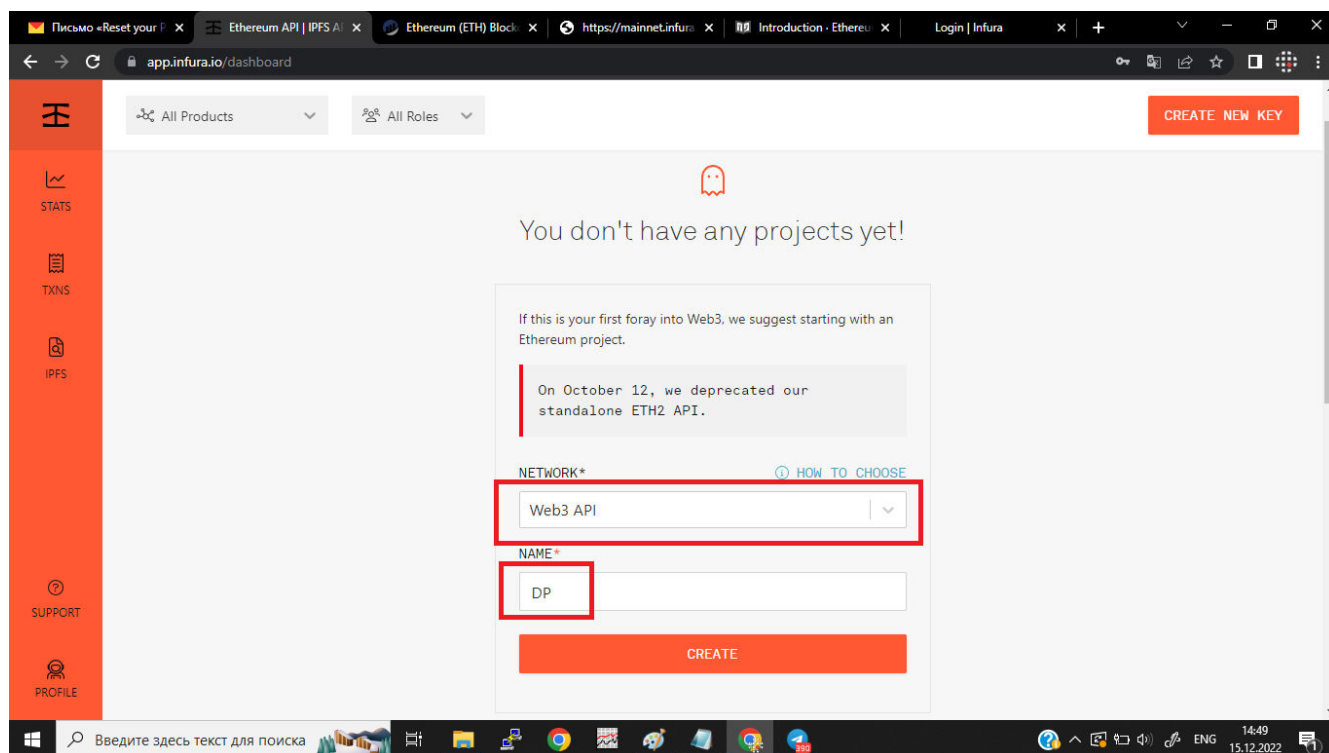 Письмо «Reset your P
Ethereum API | IPFS AI
Ethereum (ETH) Block
https://mainnet.infura
Introduction · Ethereu
Login | Infura
app.infura.io/dashboard
All Products
All Roles
CREATE NEW KEY
STATS
TXNS
IPFS
SUPPORT
PROFILE
You don't have any projects yet!
If this is your first foray into Web3, we suggest starting with an
Ethereum project.
On October 12, we deprecated our
standalone ETH2 API.
NETWORK*
HOW TO CHOOSE
Web3 API
NAME*
DP
CREATE
Введите здесь текст для поиска
390
ENG
14:49
15.12.2022
1